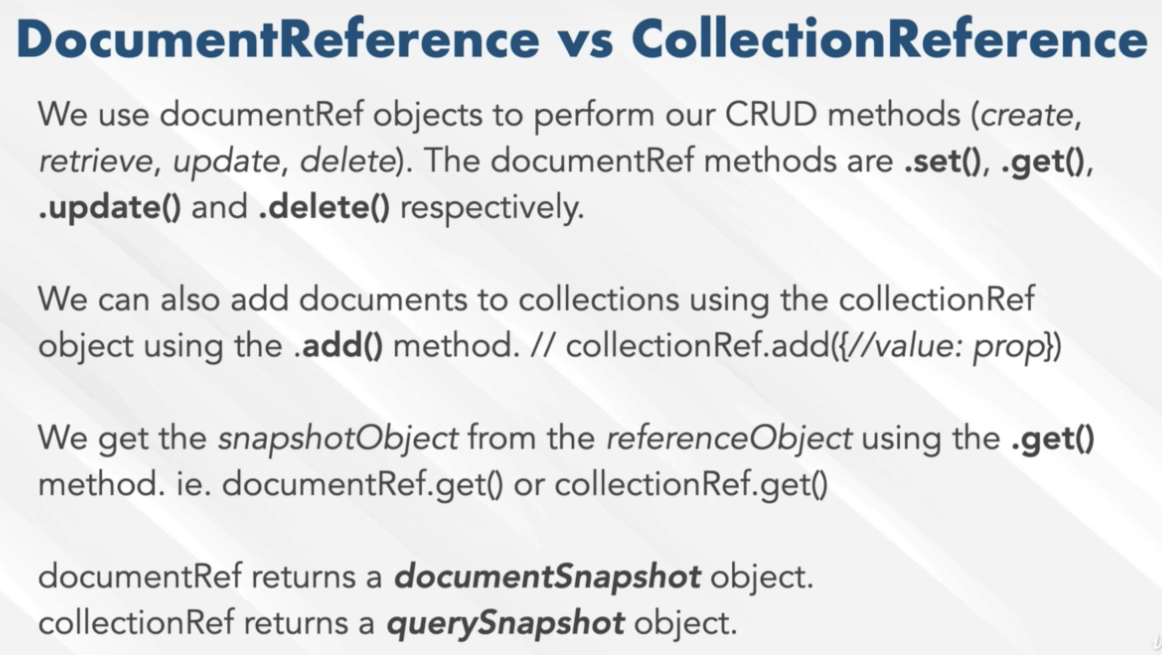 DocumentReference vs CollectionReference
We use documentRef objects to perform our CRUD methods (create,
retrieve, update, delete). The documentRef methods are .set(), .get(),
.update() and .delete() respectively.
We can also add documents to collections using the collectionRef
object using the .add() method. // collectionRef.add({//value: prop})
We get the snapshotObject from the referenceObject using the .get()
method. ie. documentRef.get() or collectionRef.get()
documentRef returns a documentSnapshot object.
collectionRef returns a querySnapshot object.